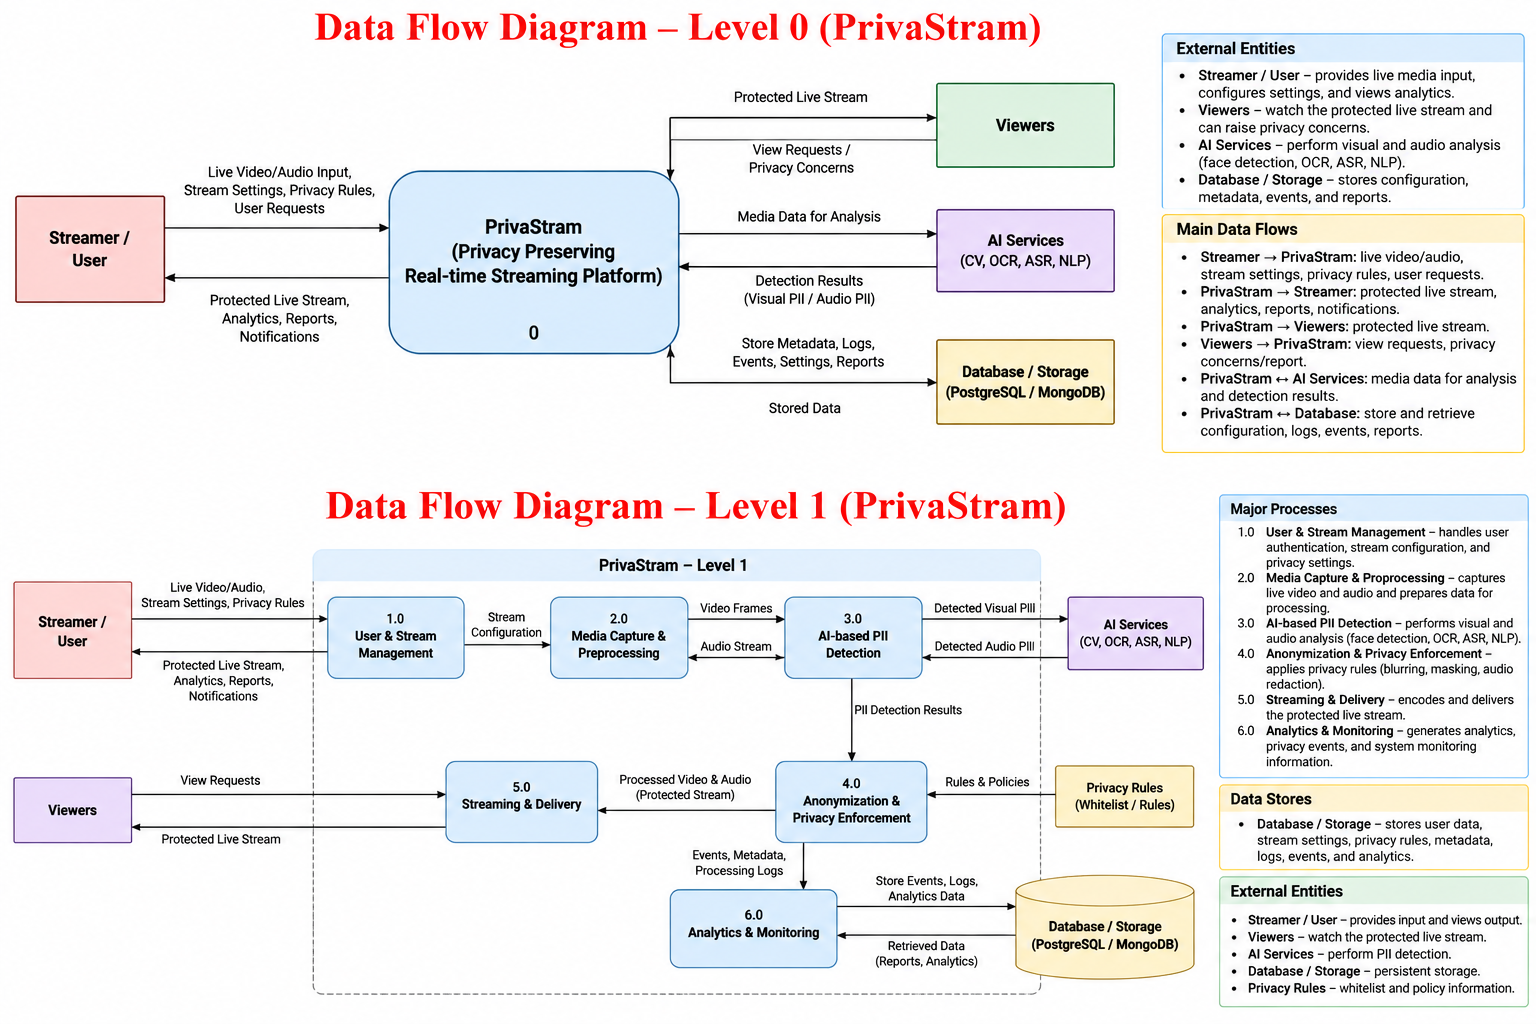 Data Flow Diagram – Level 0 (PrivaStram)
Streamer /
User
Live Video/Audio Input,
Stream Settings, Privacy Rules,
User Requests
Protected Live Stream,
Analytics, Reports,
Notifications
PrivaStram
(Privacy Preserving
Real-time Streaming Platform)
0
Protected Live Stream
View Requests /
Privacy Concerns
Viewers
Media Data for Analysis
Detection Results
(Visual PII / Audio PII)
AI Services
(CV, OCR, ASR, NLP)
Store Metadata, Logs,
Events, Settings, Reports
Stored Data
Database / Storage
(PostgreSQL / MongoDB)
External Entities
• Streamer / User – provides live media input,
configures settings, and views analytics.
• Viewers – watch the protected live stream and
can raise privacy concerns.
• AI Services – perform visual and audio analysis
(face detection, OCR, ASR, NLP).
• Database / Storage – stores configuration,
metadata, events, and reports.
Main Data Flows
• Streamer → PrivaStram: live video/audio,
stream settings, privacy rules, user requests.
• PrivaStram → Streamer: protected live stream,
analytics, reports, notifications.
• PrivaStram → Viewers: protected live stream.
• Viewers → PrivaStram: view requests, privacy
concerns/report.
• PrivaStram ↔ AI Services: media data for analysis
and detection results.
• PrivaStram ↔ Database: store and retrieve
configuration, logs, events, reports.
Data Flow Diagram – Level 1 (PrivaStram)
PrivaStram – Level 1
Streamer /
User
Live Video/Audio,
Stream Settings, Privacy Rules
Protected Live Stream,
Analytics, Reports,
Notifications
1.0
User & Stream
Management
Stream
Configuration
2.0
Media Capture &
Preprocessing
Video Frames
Audio Stream
3.0
AI-based PII
Detection
Detected Visual PIII
Detected Audio PIII
AI Services
(CV, OCR, ASR, NLP)
PII Detection Results
Viewers
View Requests
Protected Live Stream
5.0
Streaming & Delivery
Processed Video & Audio
(Protected Stream)
4.0
Anonymization &
Privacy Enforcement
Rules & Policies
Privacy Rules
(Whitelist / Rules)
Events, Metadata,
Processing Logs
6.0
Analytics & Monitoring
Store Events, Logs,
Analytics Data
Retrieved Data
(Reports, Analytics)
Database / Storage
(PostgreSQL / MongoDB)
Major Processes
1.0 User & Stream Management – handles user
authentication, stream configuration, and
privacy settings.
2.0 Media Capture & Proprocessing – captures
live video and audio and prepares data for
processing.
3.0 AI-based PII Detection – performs visual and
audio analysis (face detection, OCR, ASR, NLP).
4.0 Anonymization & Privacy Enforcement –
applies privacy rules (blurring, masking, audio
redaction).
5.0 Streaming & Delivery – encodes and delivers
the protected live stream.
6.0 Analytics & Monitoring – generates analytics,
privacy events, and system monitoring
information.
Data Stores
• Database / Storage – stores user data,
stream settings, privacy rules, metadata,
logs, events, and analytics.
External Entities
• Streamer / User – provides input and views output.
• Viewers – watch the protected live stream.
• AI Services – perform PII detection.
• Database / Storage – persistent storage.
• Privacy Rules – whitelist and policy information.